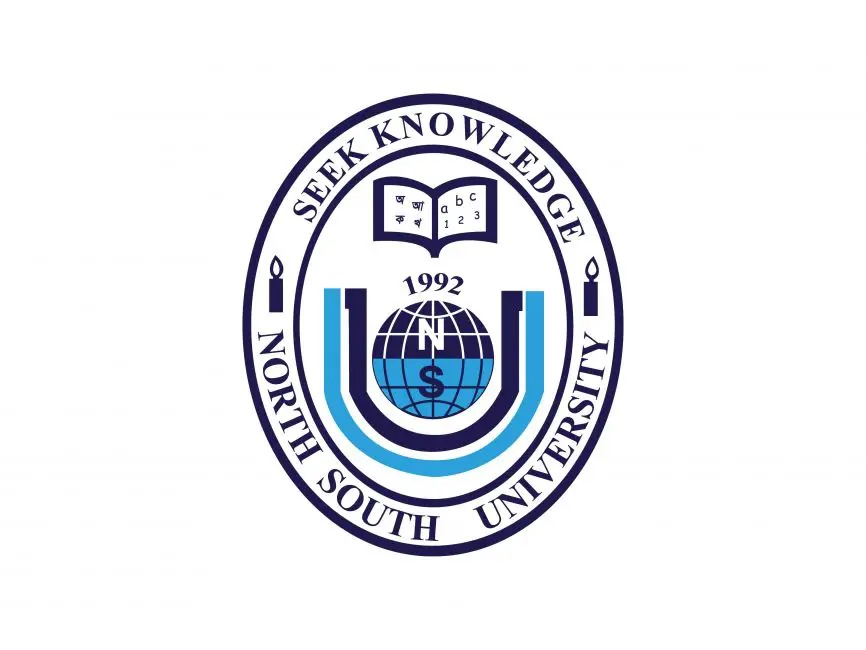 SEEK KNOWLEDGE
অ আ
ক খ
a b c
1 2 3
1992
N
S
NORTH SOUTH UNIVERSITY